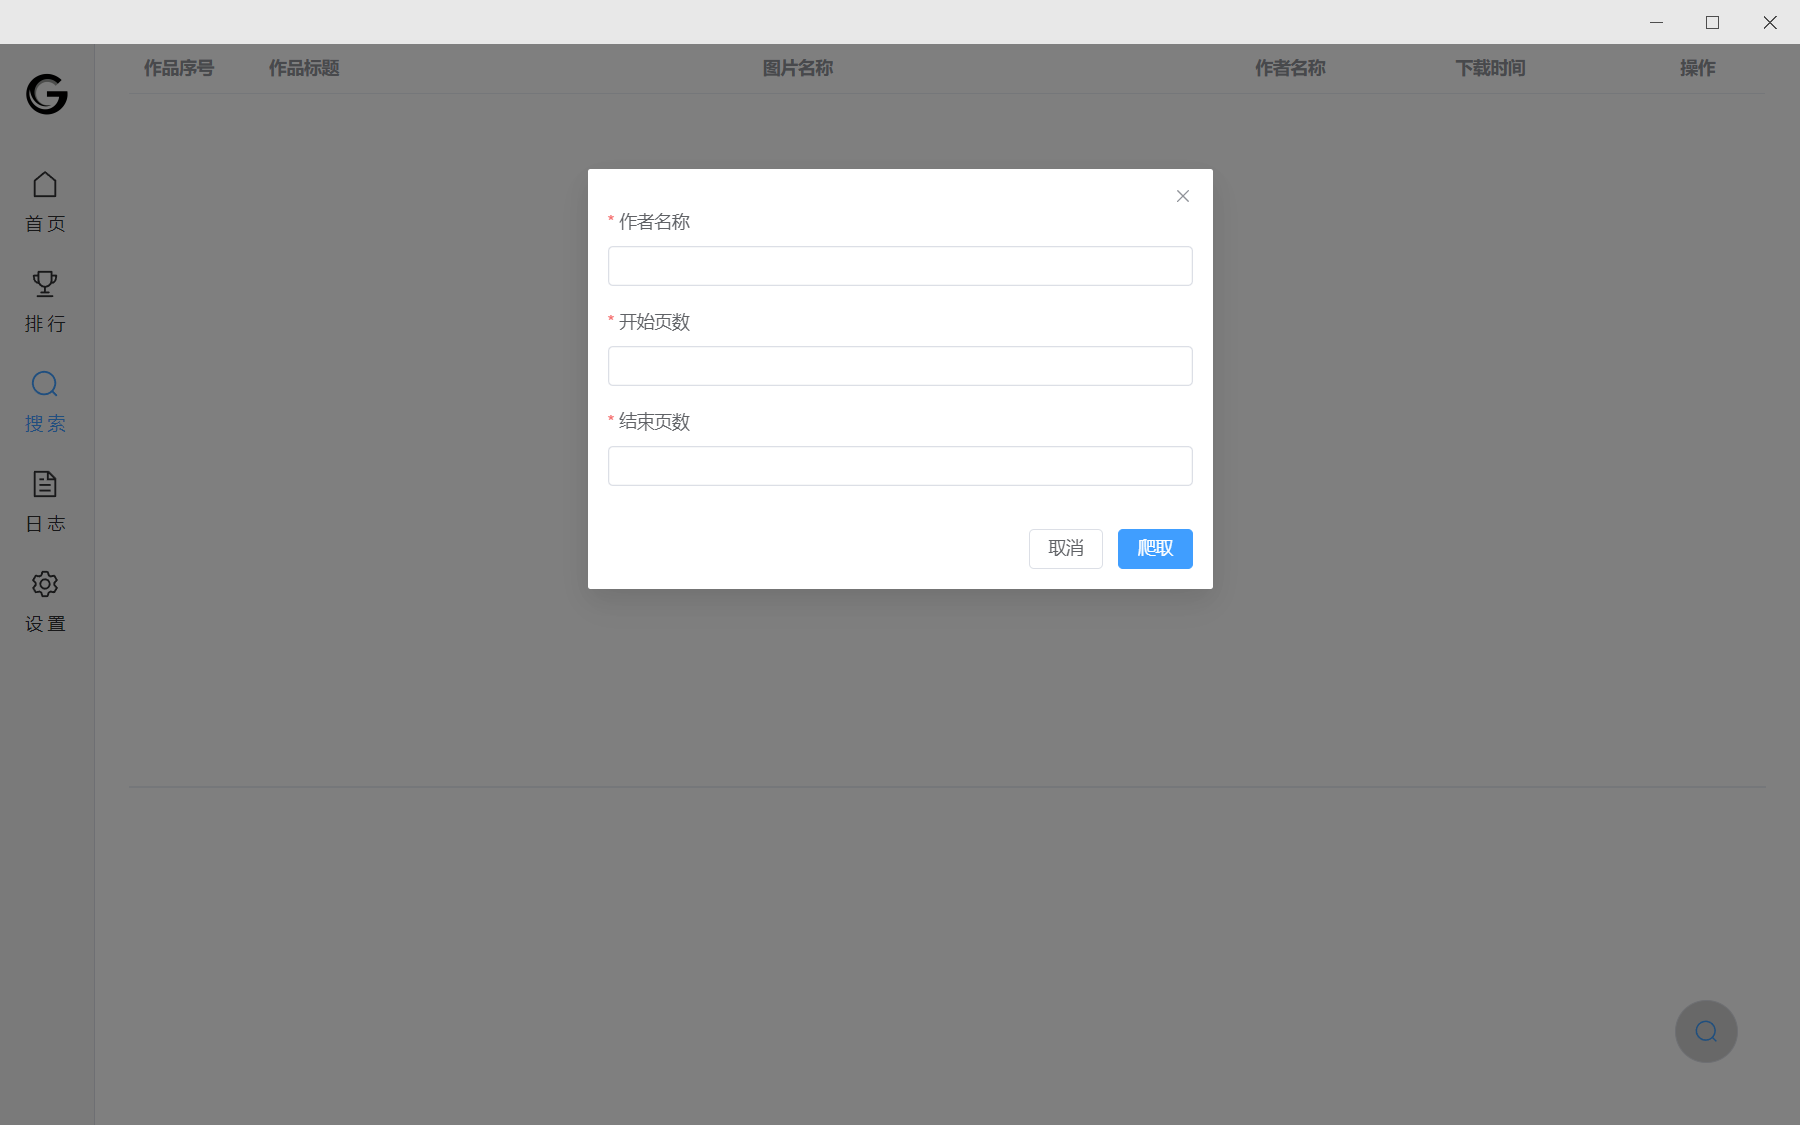 作品序号 作品标题 图片名称 作者名称 下载时间 操作
首页
排行
搜索
日志
设置
* 作者名称
* 开始页数
* 结束页数
取消 爬取